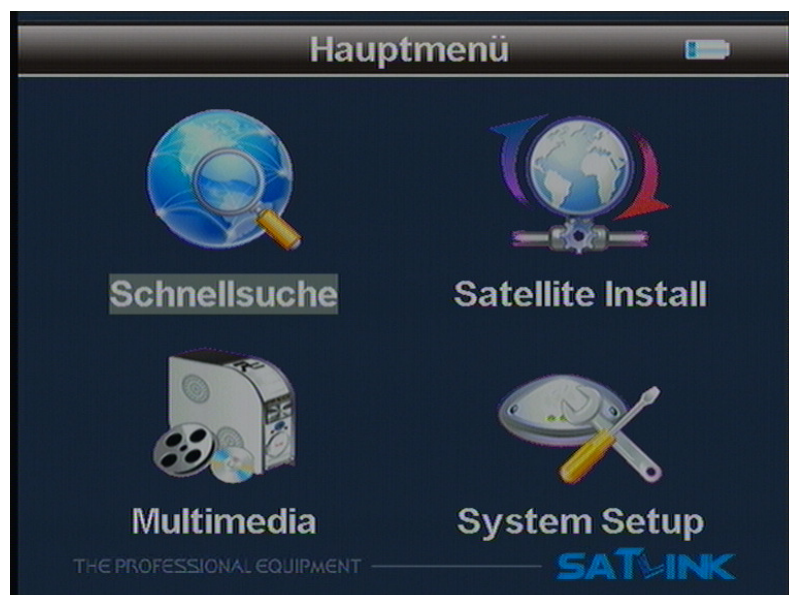 Hauptmenü
Schnellsuche
Satellite Install
Multimedia
System Setup
THE PROFESSIONAL EQUIPMENT
SATLINK